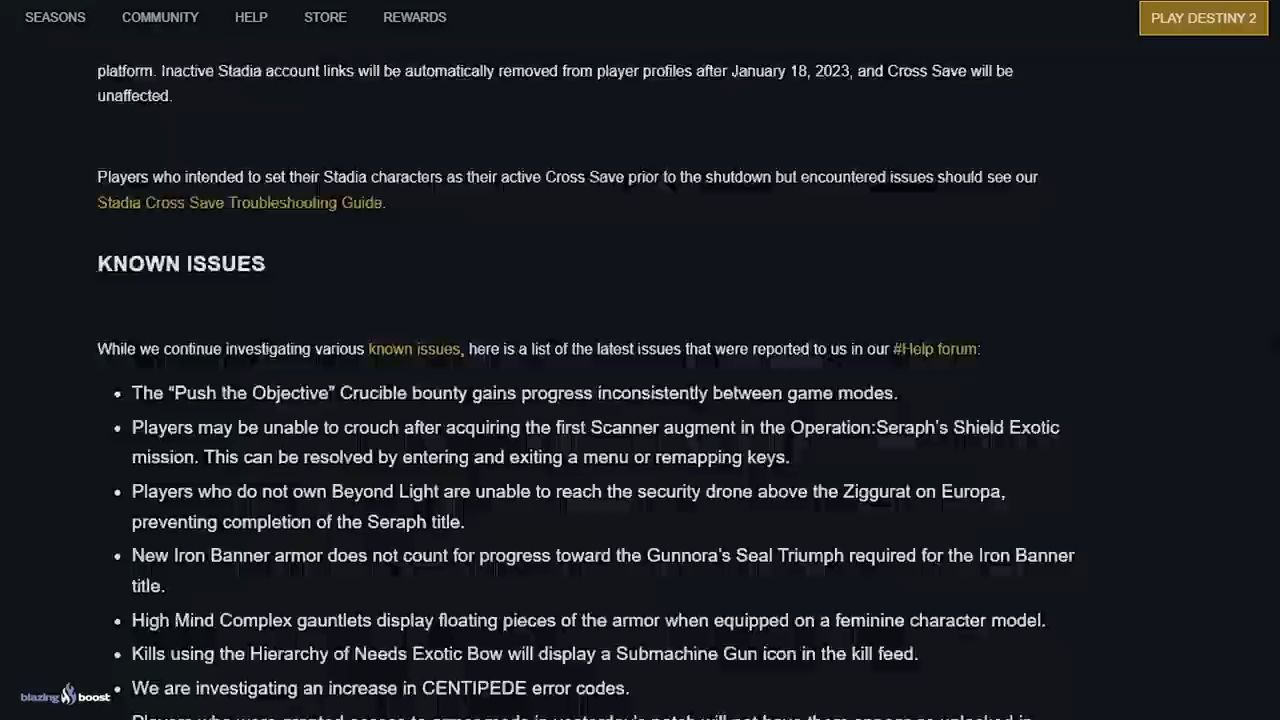 SEASONS COMMUNITY HELP STORE REWARDS PLAY DESTINY 2
platform. Inactive Stadia account links will be automatically removed from player profiles after January 18, 2023, and Cross Save will be
unaffected.
Players who intended to set their Stadia characters as their active Cross Save prior to the shutdown but encountered issues should see our
Stadia Cross Save Troubleshooting Guide.
KNOWN ISSUES
While we continue investigating various known issues, here is a list of the latest issues that were reported to us in our #Help forum:
• The “Push the Objective” Crucible bounty gains progress inconsistently between game modes.
• Players may be unable to crouch after acquiring the first Scanner augment in the Operation:Seraph’s Shield Exotic
mission. This can be resolved by entering and exiting a menu or remapping keys.
• Players who do not own Beyond Light are unable to reach the security drone above the Ziggurat on Europa,
preventing completion of the Seraph title.
• New Iron Banner armor does not count for progress toward the Gunnora’s Seal Triumph required for the Iron Banner
title.
• High Mind Complex gauntlets display floating pieces of the armor when equipped on a feminine character model.
• Kills using the Hierarchy of Needs Exotic Bow will display a Submachine Gun icon in the kill feed.
• We are investigating an increase in CENTIPEDE error codes.
blazing boost